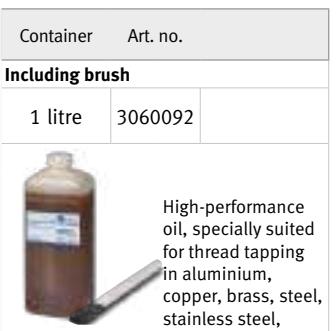 Container Art. no.
Including brush
1 litre 3060092
High-performance
oil, specially suited
for thread tapping
in aluminium,
copper, brass, steel,
stainless steel,